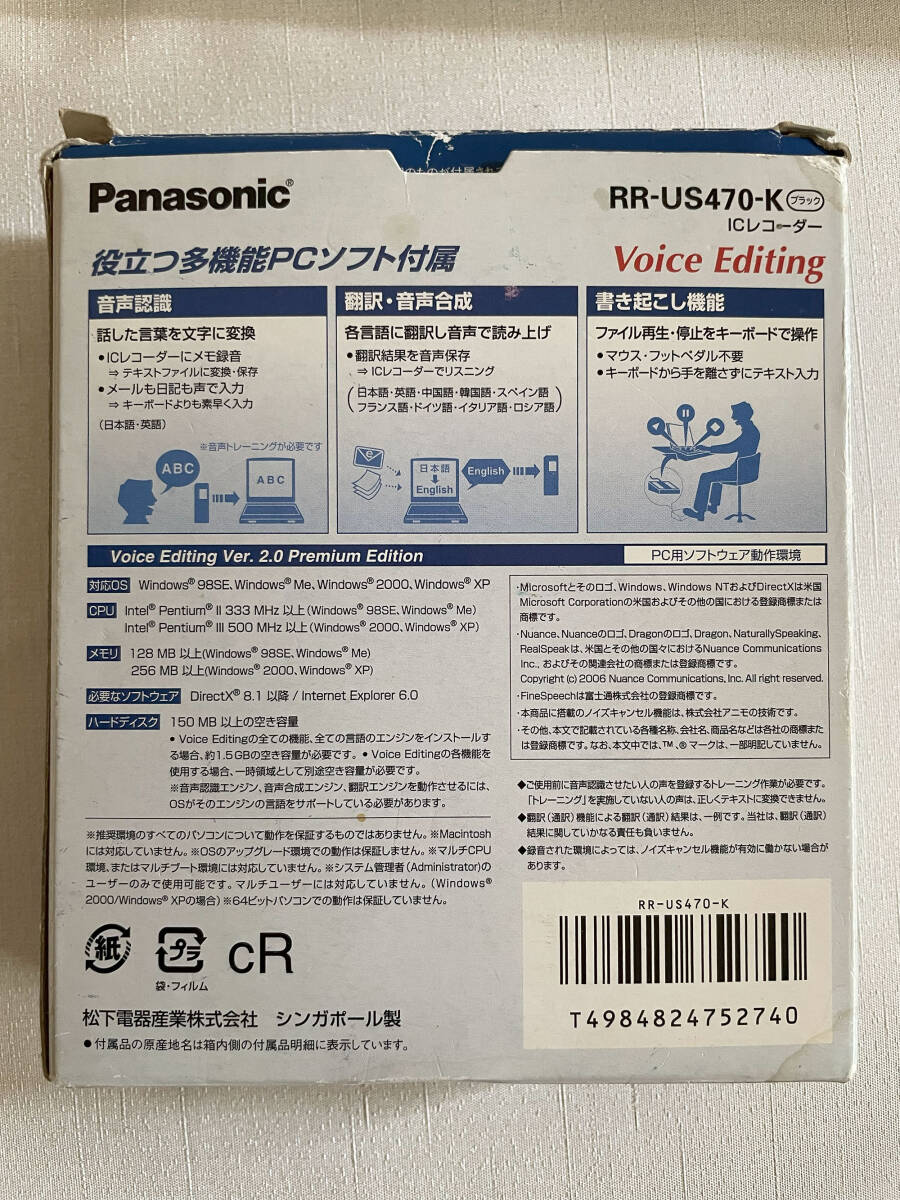 のものが付属され
Panasonic®
RR-US470-K ブラック
ICレコーダー
役立つ多機能PCソフト付属
Voice Editing
音声認識
話した言葉を文字に変換
●ICレコーダーにメモ録音
⇒ テキストファイルに変換・保存
●メールも日記も声で入力
⇒ キーボードよりも素早く入力
(日本語・英語)
※音声トレーニングが必要です
ABC
ABC
翻訳・音声合成
各言語に翻訳し音声で読み上げ
●翻訳結果を音声保存
⇒ ICレコーダーでリスニング
(日本語・英語・中国語・韓国語・スペイン語
フランス語・ドイツ語・イタリア語・ロシア語)
e
日本語
English
English
書き起こし機能
ファイル再生・停止をキーボードで操作
●マウス・フットペダル不要
●キーボードから手を離さずにテキスト入力
Voice Editing Ver. 2.0 Premium Edition
PC用ソフトウェア動作環境
対応OS Windows® 98SE、Windows® Me、Windows® 2000、Windows® XP
CPU Intel® Pentium® II 333 MHz 以上(Windows® 98SE、Windows® Me)
Intel® Pentium® III 500 MHz 以上(Windows® 2000、Windows® XP)
メモリ 128 MB 以上(Windows® 98SE、Windows® Me)
256 MB 以上(Windows® 2000、Windows® XP)
必要なソフトウェア DirectX® 8.1 以降 / Internet Explorer 6.0
ハードディスク 150 MB 以上の空き容量
● Voice Editingの全ての機能、全ての言語のエンジンをインストールす
る場合、約1.5GBの空き容量が必要です。● Voice Editingの各機能を
使用する場合、一時領域として別途空き容量が必要です。
※音声認識エンジン、音声合成エンジン、翻訳エンジンを動作させるには、
OSがそのエンジンの言語をサポートしている必要があります。
※推奨環境のすべてのパソコンについて動作を保証するものではありません。※Macintosh
には対応していません。※OSのアップグレード環境での動作は保証しません。※マルチCPU
環境、またはマルチブート環境には対応していません。※システム管理者(Administrator)の
ユーザーのみで使用可能です。マルチユーザーには対応していません。(Windows®
2000/Windows® XPの場合)※64ビットパソコンでの動作は保証していません。
・Microsoftとそのロゴ、Windows、Windows NTおよびDirectXは米国
Microsoft Corporationの米国およびその他の国における登録商標または
商標です。
・Nuance、Nuanceのロゴ、Dragonのロゴ、Dragon、NaturallySpeaking、
RealSpeakは、米国とその他の国々におけるNuance Communications
Inc.、およびその関連会社の商標または登録商標です。
Copyright (c) 2006 Nuance Communications, Inc. All right reserved.
・FineSpeechは富士通株式会社の登録商標です。
・本商品に搭載のノイズキャンセル機能は、株式会社アニモの技術です。
・その他、本文で記載されている各種名称、会社名、商品名などは各社の商標また
は登録商標です。なお、本文中では、™、® マークは、一部明記していません。
◆ご使用前に音声認識させたい人の声を登録するトレーニング作業が必要です。
「トレーニング」を実施していない人の声は、正しくテキストに変換できません。
◆翻訳(通訳)機能による翻訳(通訳)結果は、一例です。当社は、翻訳(通訳)
結果に関していかなる責任も負いません。
◆録音された環境によっては、ノイズキャンセル機能が有効に働かない場合が
あります。
紙
プラ
袋・フィルム
cR
松下電器産業株式会社 シンガポール製
● 付属品の原産地名は箱内側の付属品明細に表示しています。
RR-US470-K
T4984824752740